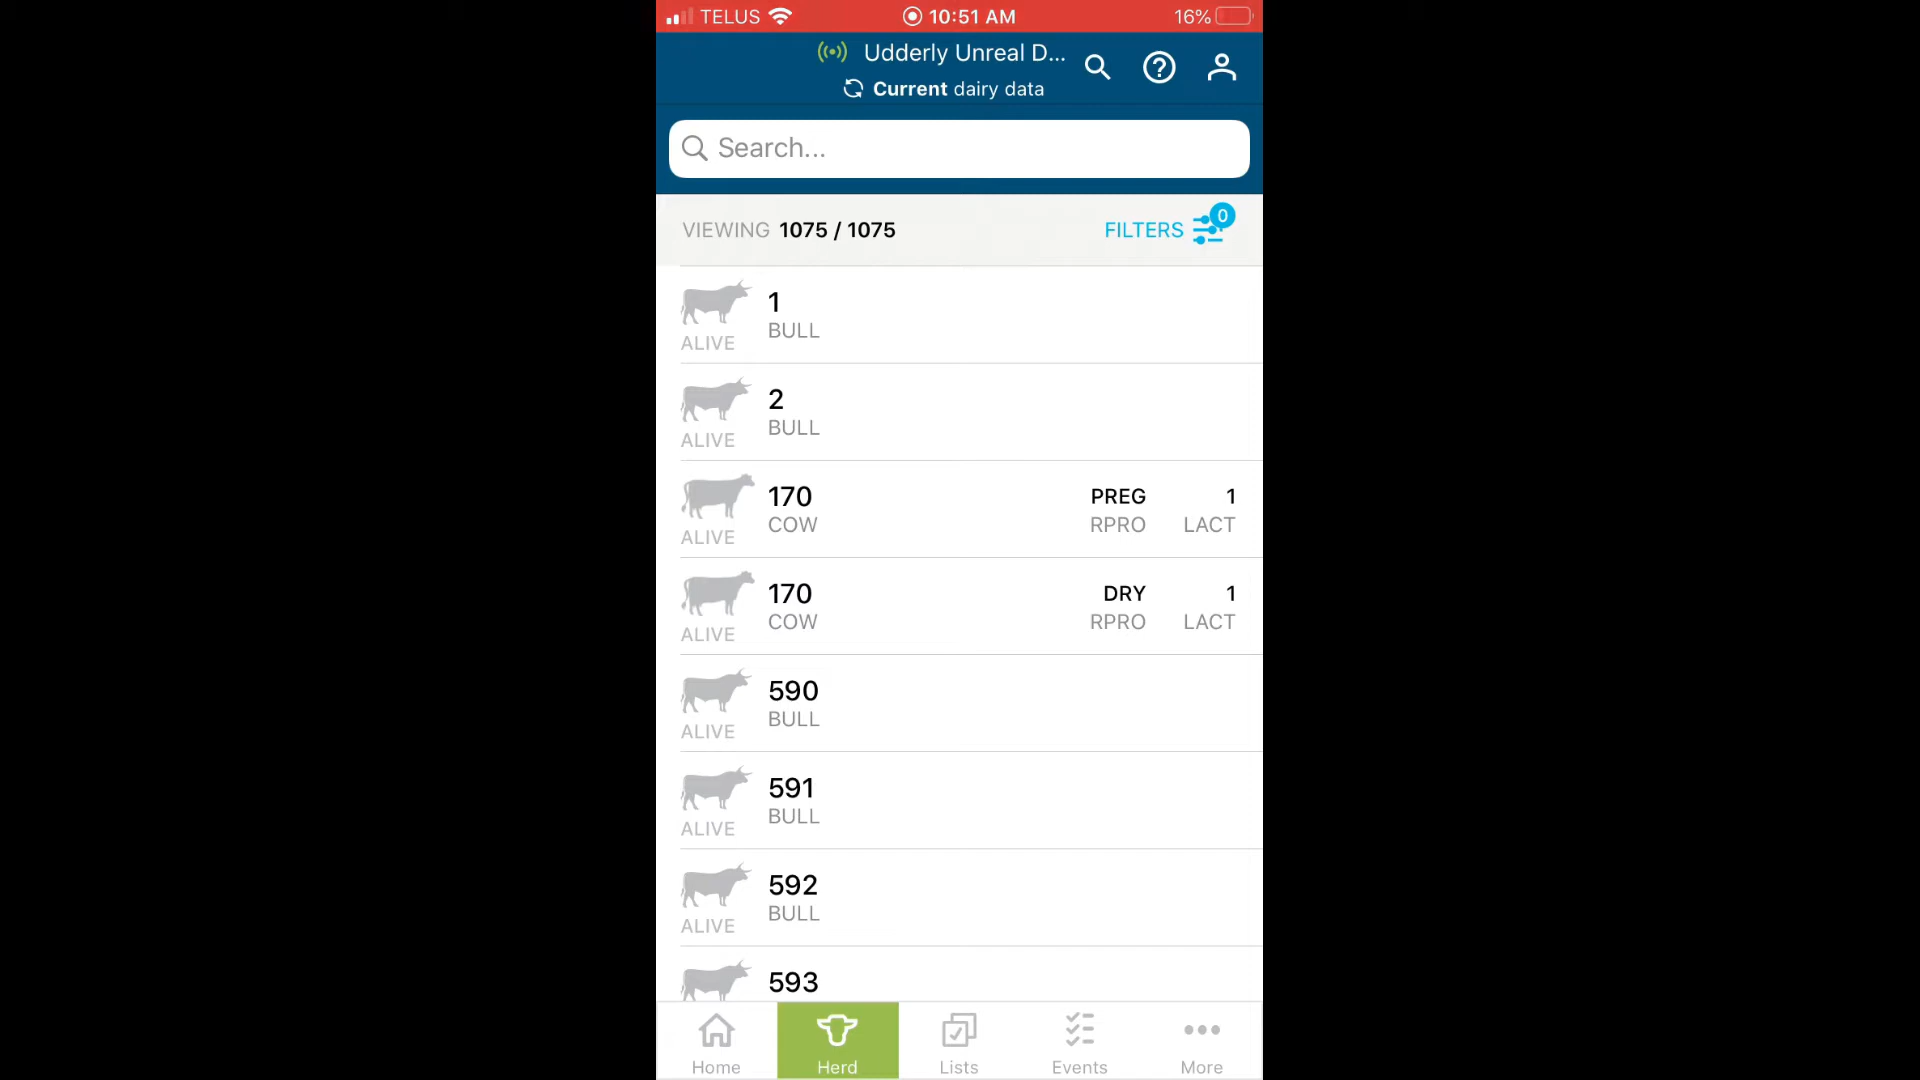 TELUS 10:51 AM 16%
Udderly Unreal D...
Current dairy data
Search...
VIEWING 1075 / 1075 FILTERS 0
1
BULL
ALIVE
2
BULL
ALIVE
170 PREG 1
COW RPRO LACT
ALIVE
170 DRY 1
COW RPRO LACT
ALIVE
590
BULL
ALIVE
591
BULL
ALIVE
592
BULL
ALIVE
593
Home Herd Lists Events More